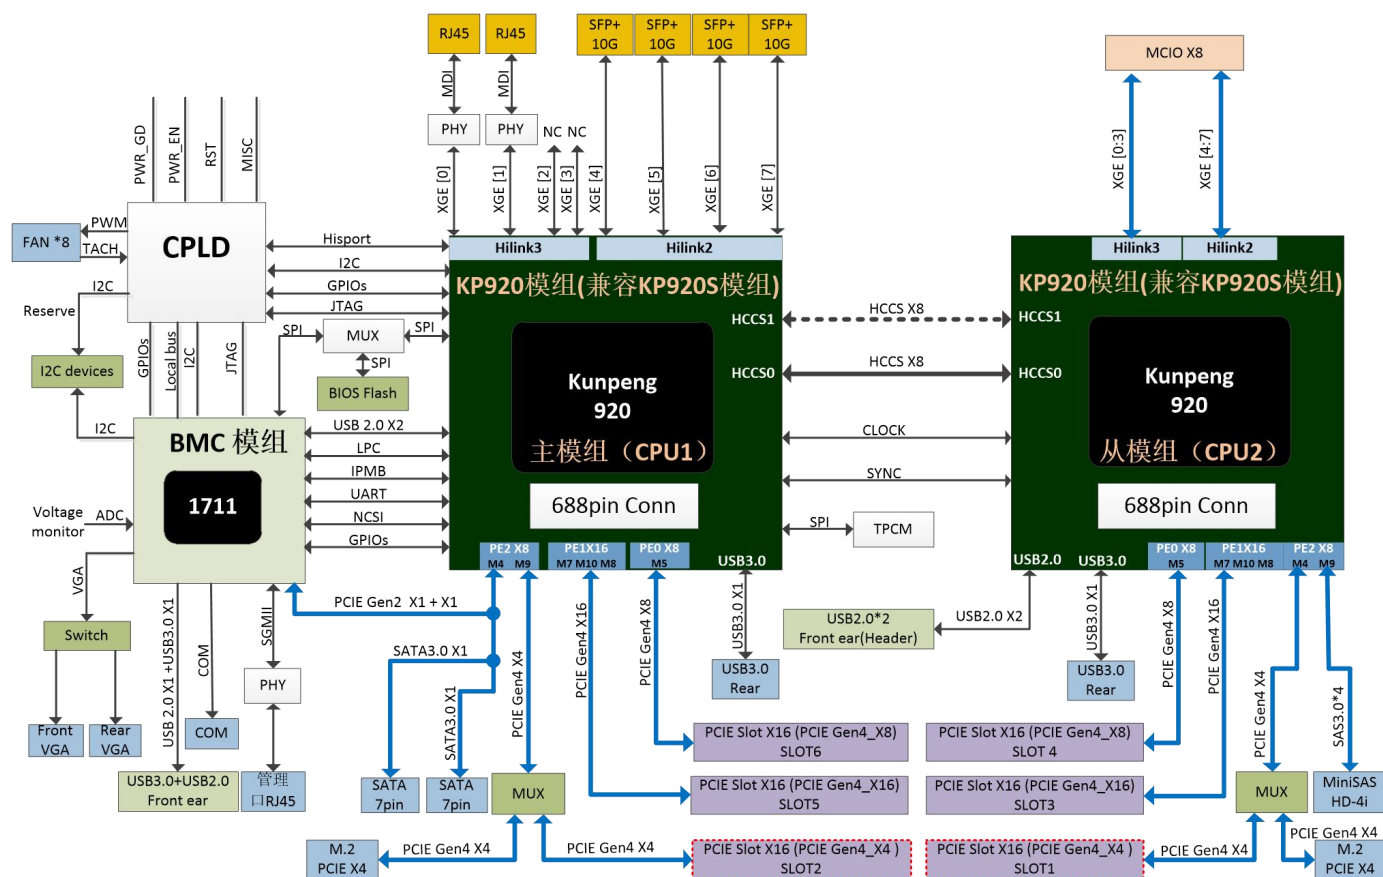 RJ45
RJ45
SFP+
10G
SFP+
10G
SFP+
10G
SFP+
10G
MCIO X8
MDI
MDI
PHY
PHY
NC
NC
XGE [0]
XGE [1]
XGE [2]
XGE [3]
XGE [4]
XGE [5]
XGE [6]
XGE [7]
XGE [0:3]
XGE [4:7]
PWR_GD
PWR_EN
RST
MISC
FAN *8
PWM
TACH
CPLD
Hisport
I2C
GPIOs
JTAG
I2C
Reserve
I2C devices
I2C
GPIOs
Local bus
I2C
JTAG
SPI
MUX
SPI
SPI
BIOS Flash
Hilink3
Hilink2
KP920模组(兼容KP920S模组)
HCCS1
HCCS0
Kunpeng
920
主模组（CPU1）
688pin Conn
HCCS X8
HCCS X8
CLOCK
SYNC
SPI
TPCM
Hilink3
Hilink2
KP920模组(兼容KP920S模组)
HCCS1
HCCS0
Kunpeng
920
从模组（CPU2）
688pin Conn
BMC 模组
1711
USB 2.0 X2
LPC
IPMB
UART
NCSI
GPIOs
Voltage
monitor
ADC
VGA
Switch
Front
VGA
Rear
VGA
USB 2.0 X1 +USB3.0 X1
USB3.0+USB2.0
Front ear
COM
COM
SGMII
PHY
管理
口RJ45
PE2 X8
M4 M9
PE1X16
M7 M10 M8
PE0 X8
M5
USB3.0
PCIE Gen2 X1 + X1
SATA3.0 X1
SATA3.0 X1
SATA
7pin
SATA
7pin
PCIE Gen4 X4
PCIE Gen4 X16
PCIE Gen4 X8
USB3.0 X1
USB3.0
Rear
MUX
M.2
PCIE X4
PCIE Gen4 X4
PCIE Gen4 X4
USB2.0
USB3.0
PE0 X8
M5
PE1X16
M7 M10 M8
PE2 X8
M4 M9
USB2.0*2
Front ear(Header)
USB2.0 X2
USB3.0 X1
USB3.0
Rear
PCIE Gen4 X8
PCIE Gen4 X16
PCIE Gen4 X4
SAS3.0*4
PCIE Slot X16 (PCIE Gen4_X8)
SLOT6
PCIE Slot X16 (PCIE Gen4_X8)
SLOT 4
PCIE Slot X16 (PCIE Gen4_X16)
SLOT5
PCIE Slot X16 (PCIE Gen4_X16)
SLOT3
PCIE Slot X16 (PCIE Gen4_X4 )
SLOT2
PCIE Slot X16 (PCIE Gen4_X4 )
SLOT1
MUX
MiniSAS
HD-4i
PCIE Gen4 X4
PCIE Gen4 X4
M.2
PCIE X4